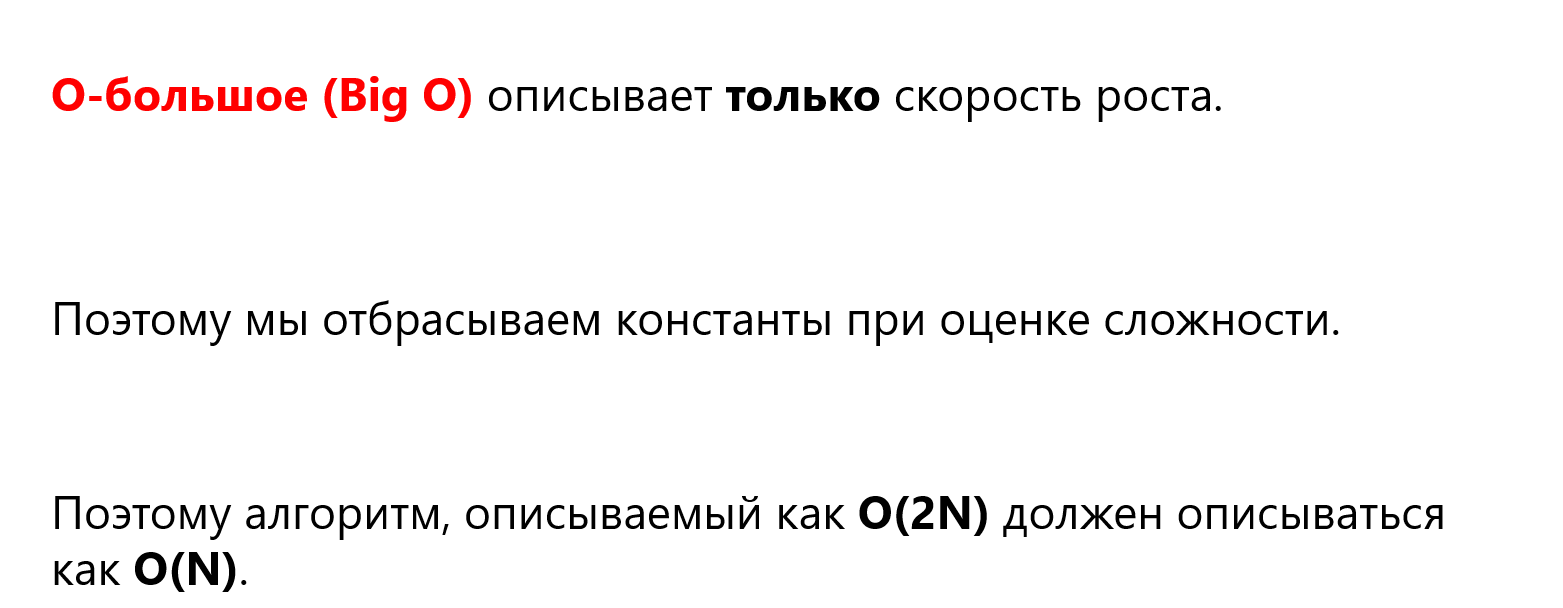 О-большое (Big O) описывает только скорость роста.
Поэтому мы отбрасываем константы при оценке сложности.
Поэтому алгоритм, описываемый как O(2N) должен описываться
как O(N).